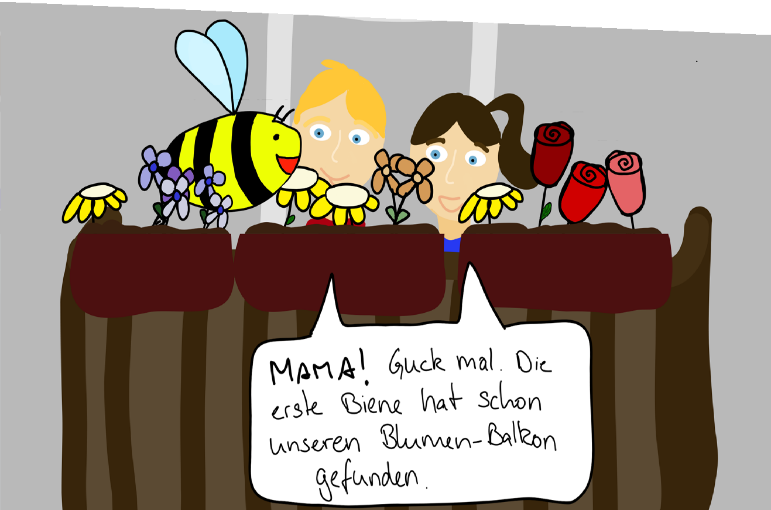 MAMA! Guck mal. Die
erste Biene hat schon
unseren Blumen-Balkon
gefunden.